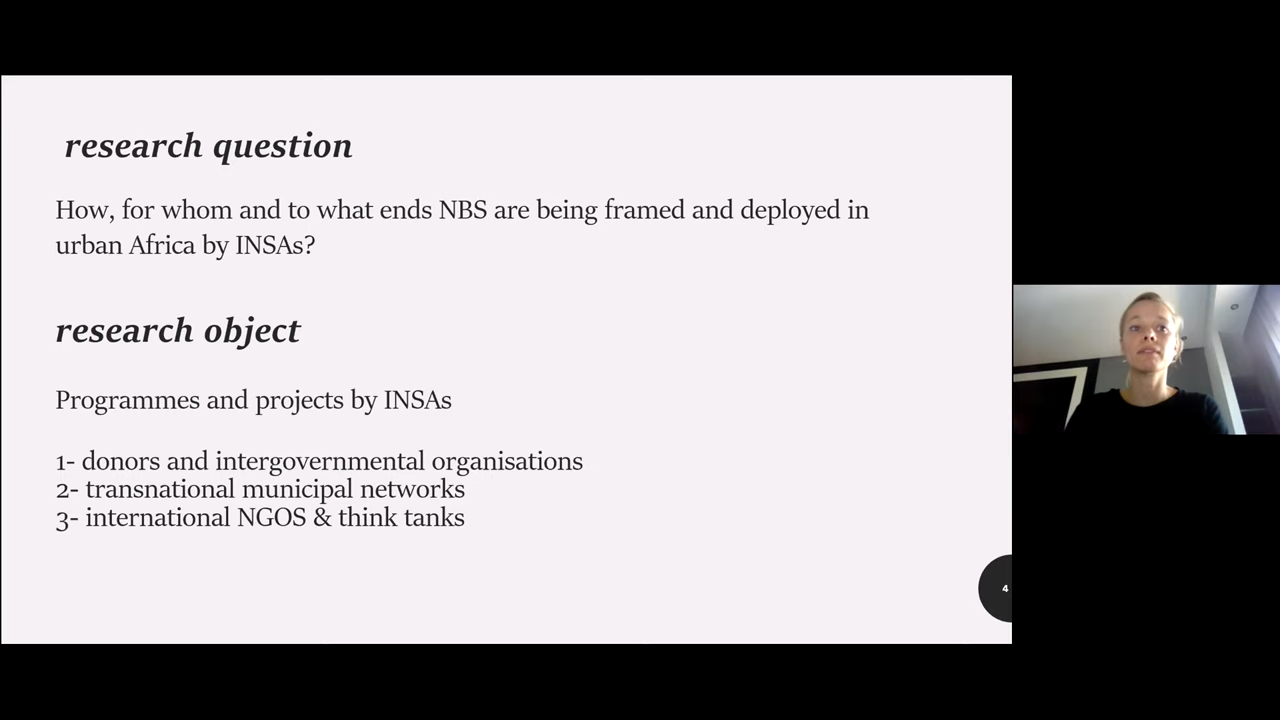 research question
How, for whom and to what ends NBS are being framed and deployed in
urban Africa by INSAs?
research object
Programmes and projects by INSAs
1- donors and intergovernmental organisations
2- transnational municipal networks
3- international NGOS & think tanks
4